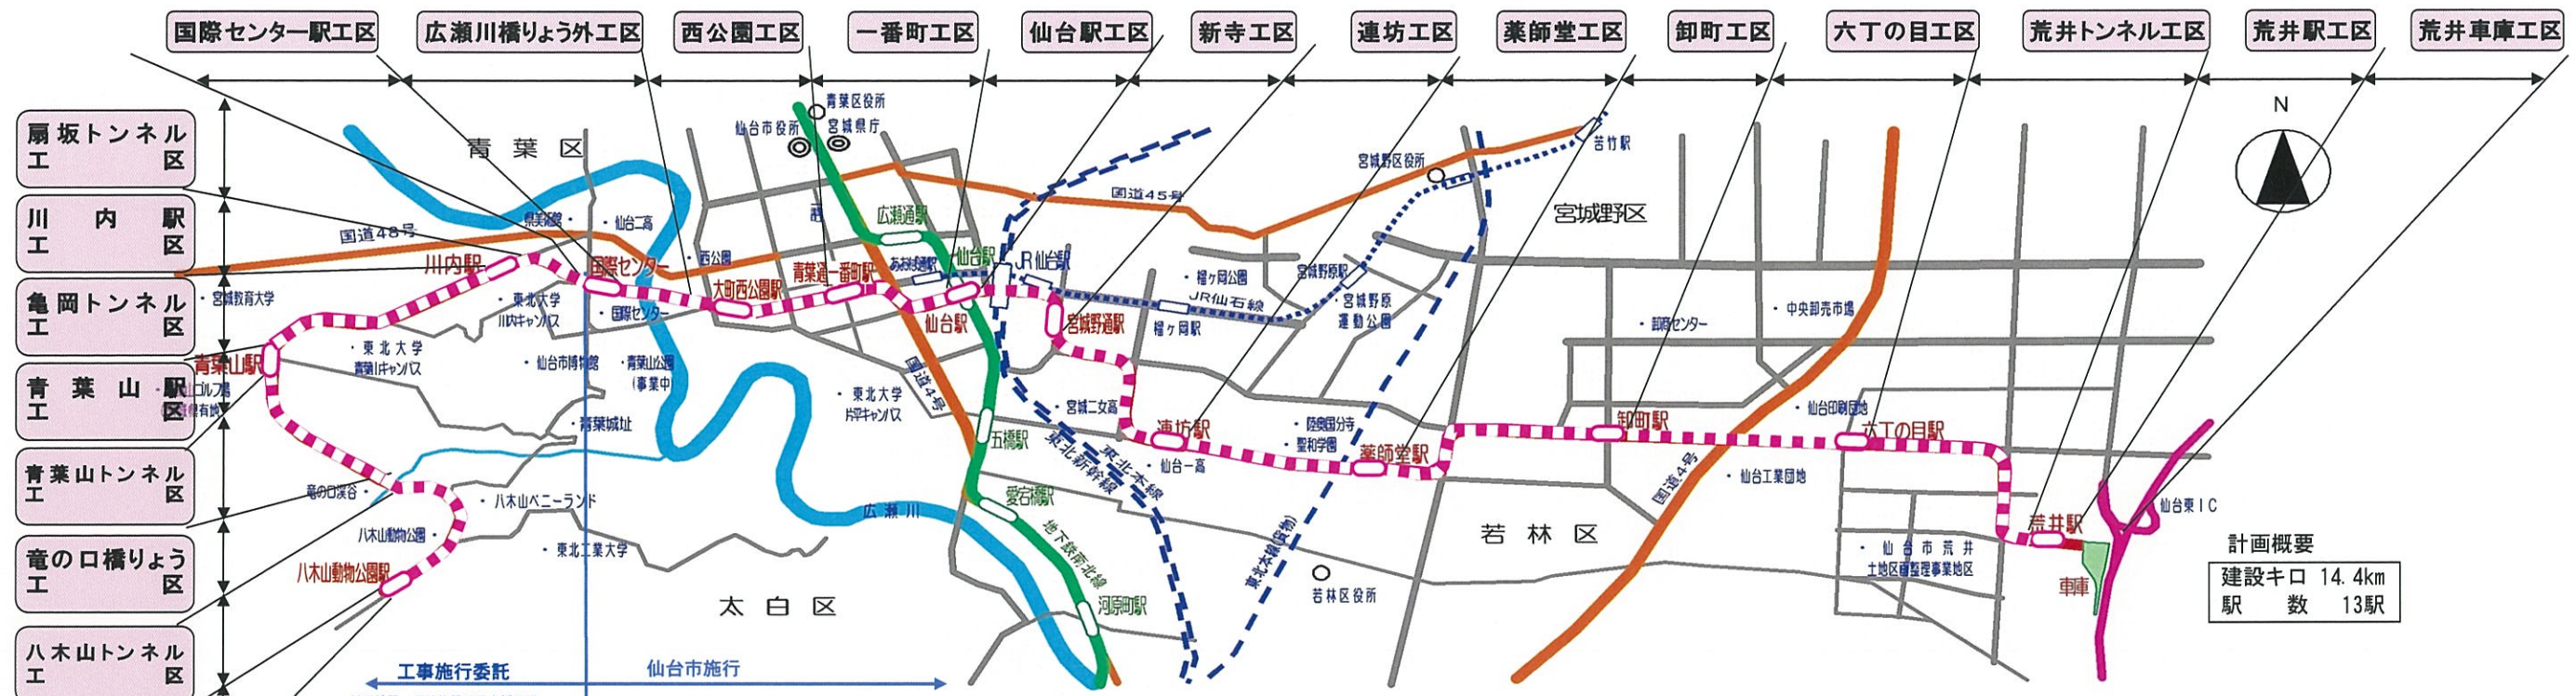 国際センター駅工区
広瀬川橋りょう外工区
西公園工区
一番町工区
仙台駅工区
新寺工区
連坊工区
薬師堂工区
卸町工区
六丁の目工区
荒井トンネル工区
荒井駅工区
荒井車庫工区
扇坂トンネル
工区
川内駅
工区
亀岡トンネル
工区
青葉山駅
工区
青葉山トンネル
工区
竜の口橋りょう
工区
八木山トンネル
工区
N
青葉区
青葉区役所
仙台市役所
宮城県庁
宮城野区役所
苫竹駅
国道45号
宮城野区
国道48号
県美術館
仙台二高
西公園
広瀬通駅
仙台駅
あおば通駅
JR仙台駅
川内駅
国際センター
大町西公園駅
青葉通一番町駅
仙台駅
宮城野通駅
榴ヶ岡公園
宮城野原駅
JR仙石線
宮城野原
運動公園
榴ヶ岡駅
中央卸売市場
卸商センター
宮城教育大学
東北大学
川内キャンパス
国際センター
東北大学
青葉山キャンパス
仙台市博物館
青葉山公園
(事業中)
青葉山駅
国道4号
東北大学
片平キャンパス
宮城二女高
青葉城址
五橋駅
連坊駅
陸奥国分寺
聖和学園
仙台一高
薬師堂駅
卸町駅
仙台印刷団地
六丁の目駅
仙台工業団地
国道4号
東北新幹線
東北本線
東北本線(貨物)
竜の口渓谷
八木山ベニーランド
八木山動物公園
東北工業大学
八木山動物公園駅
広瀬川
愛宕橋駅
地下鉄南北線
河原町駅
太白区
若林区
若林区役所
荒井駅
仙台東IC
仙台市荒井
土地区画整理事業地区
車庫
計画概要
建設キロ 14.4km
駅数 13駅
工事施行委託
仙台市施行